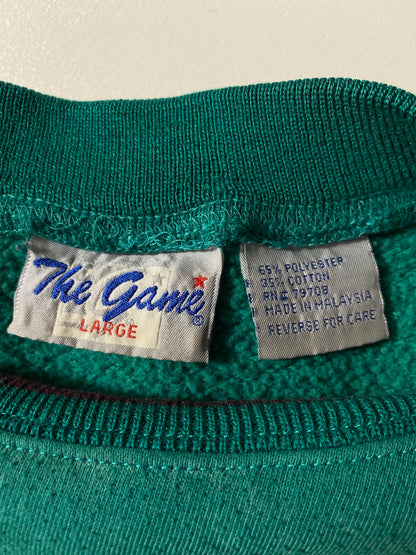 The Game®
LARGE
65% POLYESTER
35% COTTON
RN# 79708
MADE IN MALAYSIA
REVERSE FOR CARE